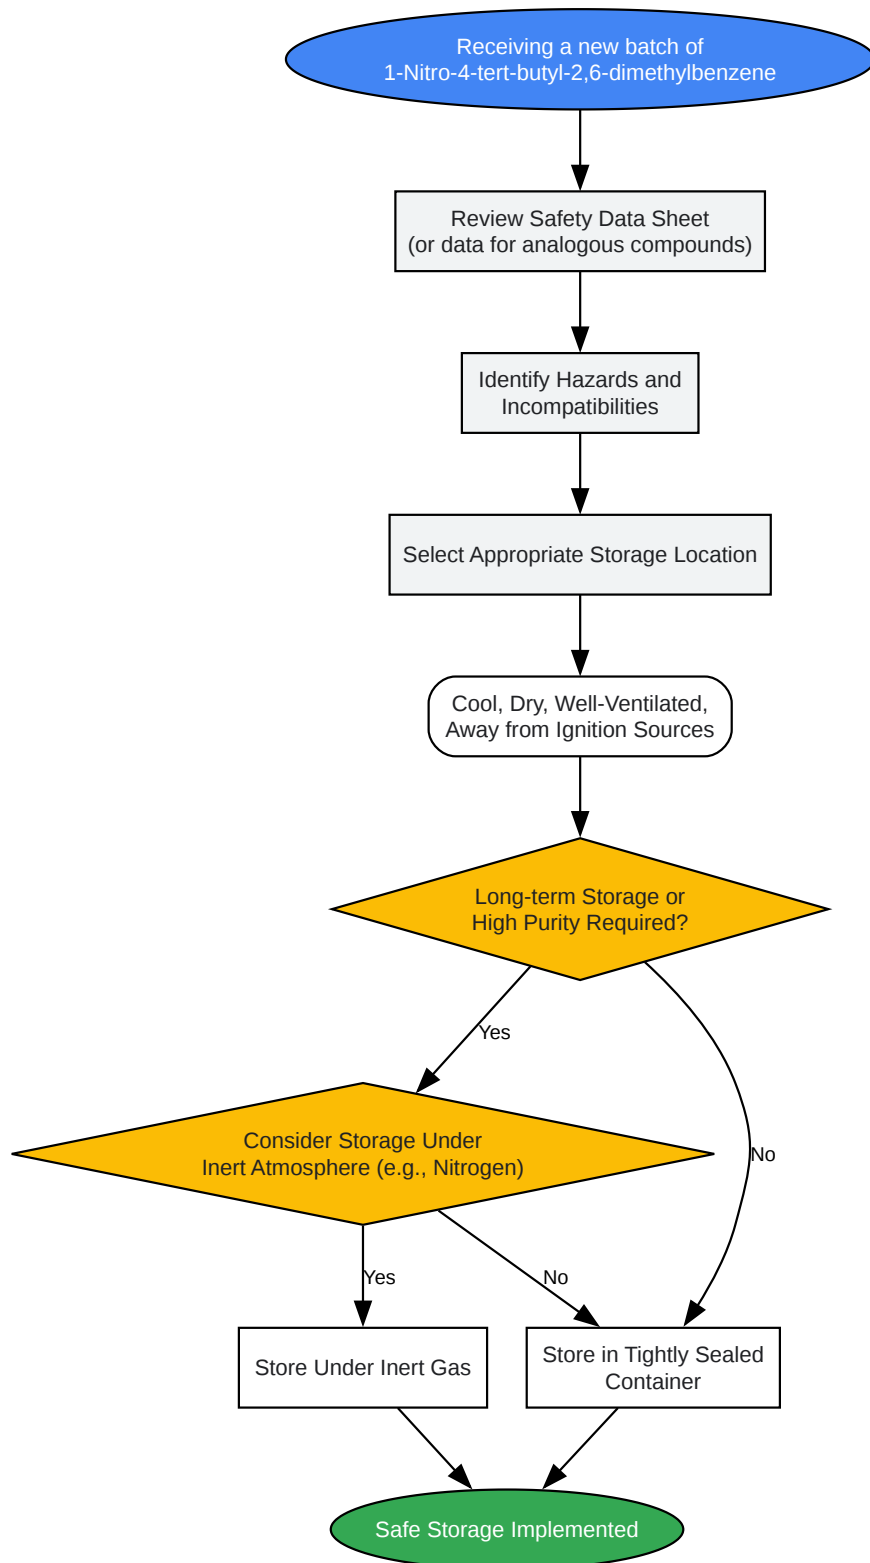 Receiving a new batch of
1-Nitro-4-tert-butyl-2,6-dimethylbenzene
Review Safety Data Sheet
(or data for analogous compounds)
Identify Hazards and
Incompatibilities
Select Appropriate Storage Location
Cool, Dry, Well-Ventilated,
Away from Ignition Sources
Long-term Storage or
High Purity Required?
Yes
Consider Storage Under
Inert Atmosphere (e.g., Nitrogen)
No
Yes
No
Store Under Inert Gas
Store in Tightly Sealed
Container
Safe Storage Implemented